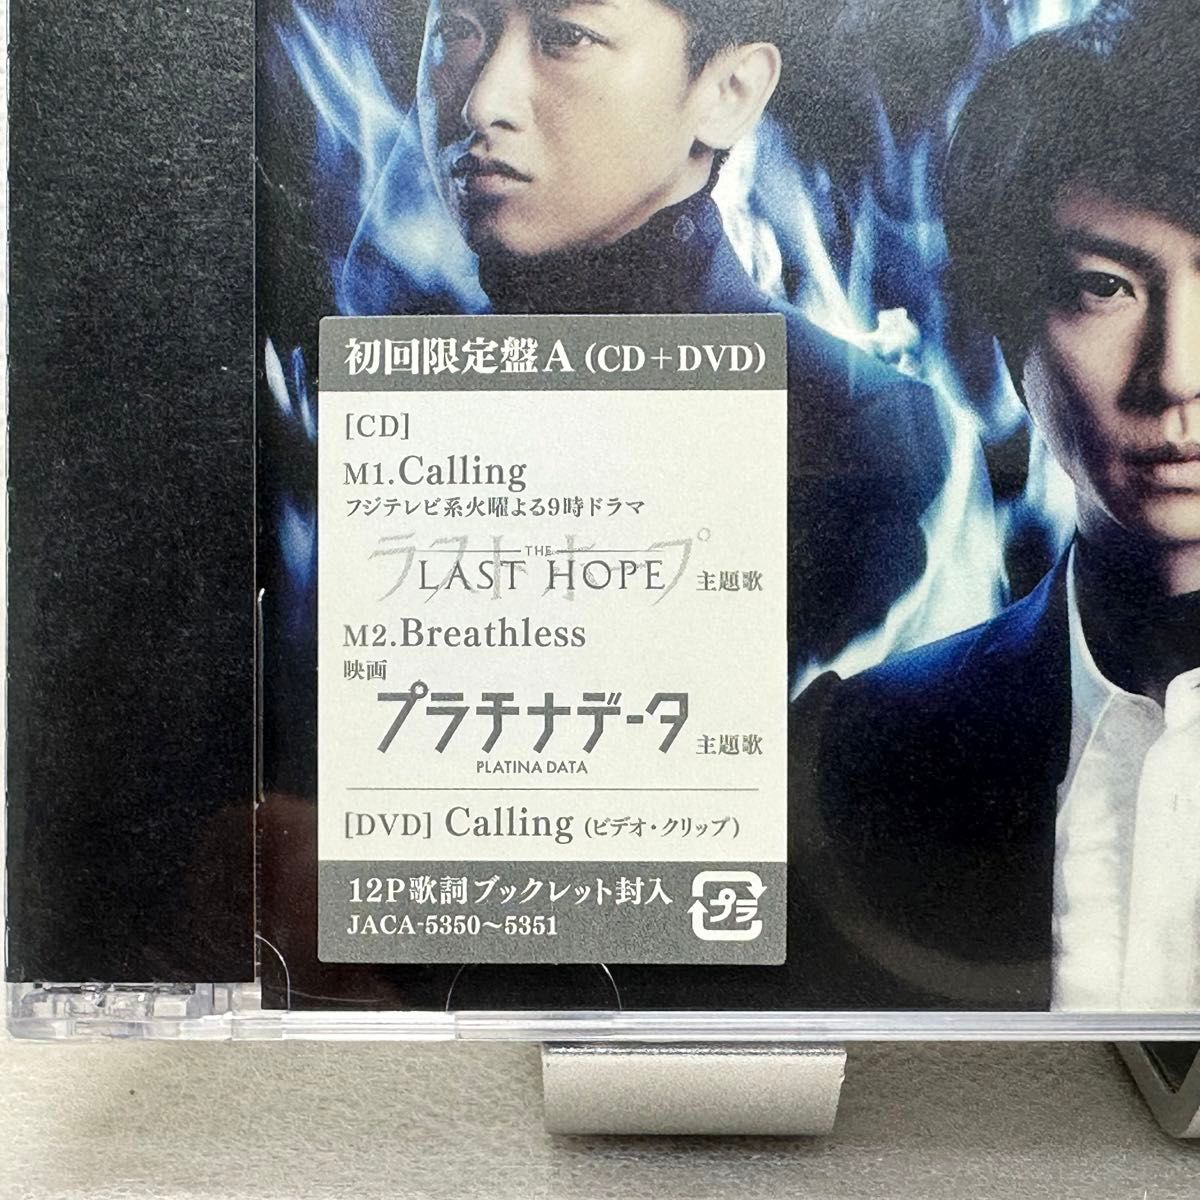 初回限定盤A(CD+DVD)
[CD]
M1.Calling
フジテレビ系火曜よる9時ドラマ
ラストホープ
THE
LAST HOPE 主題歌
M2.Breathless
映画
プラチナデータ 主題歌
PLATINA DATA
[DVD] Calling (ビデオ・クリップ)
12P歌詞ブックレット封入
JACA-5350〜5351
プラ